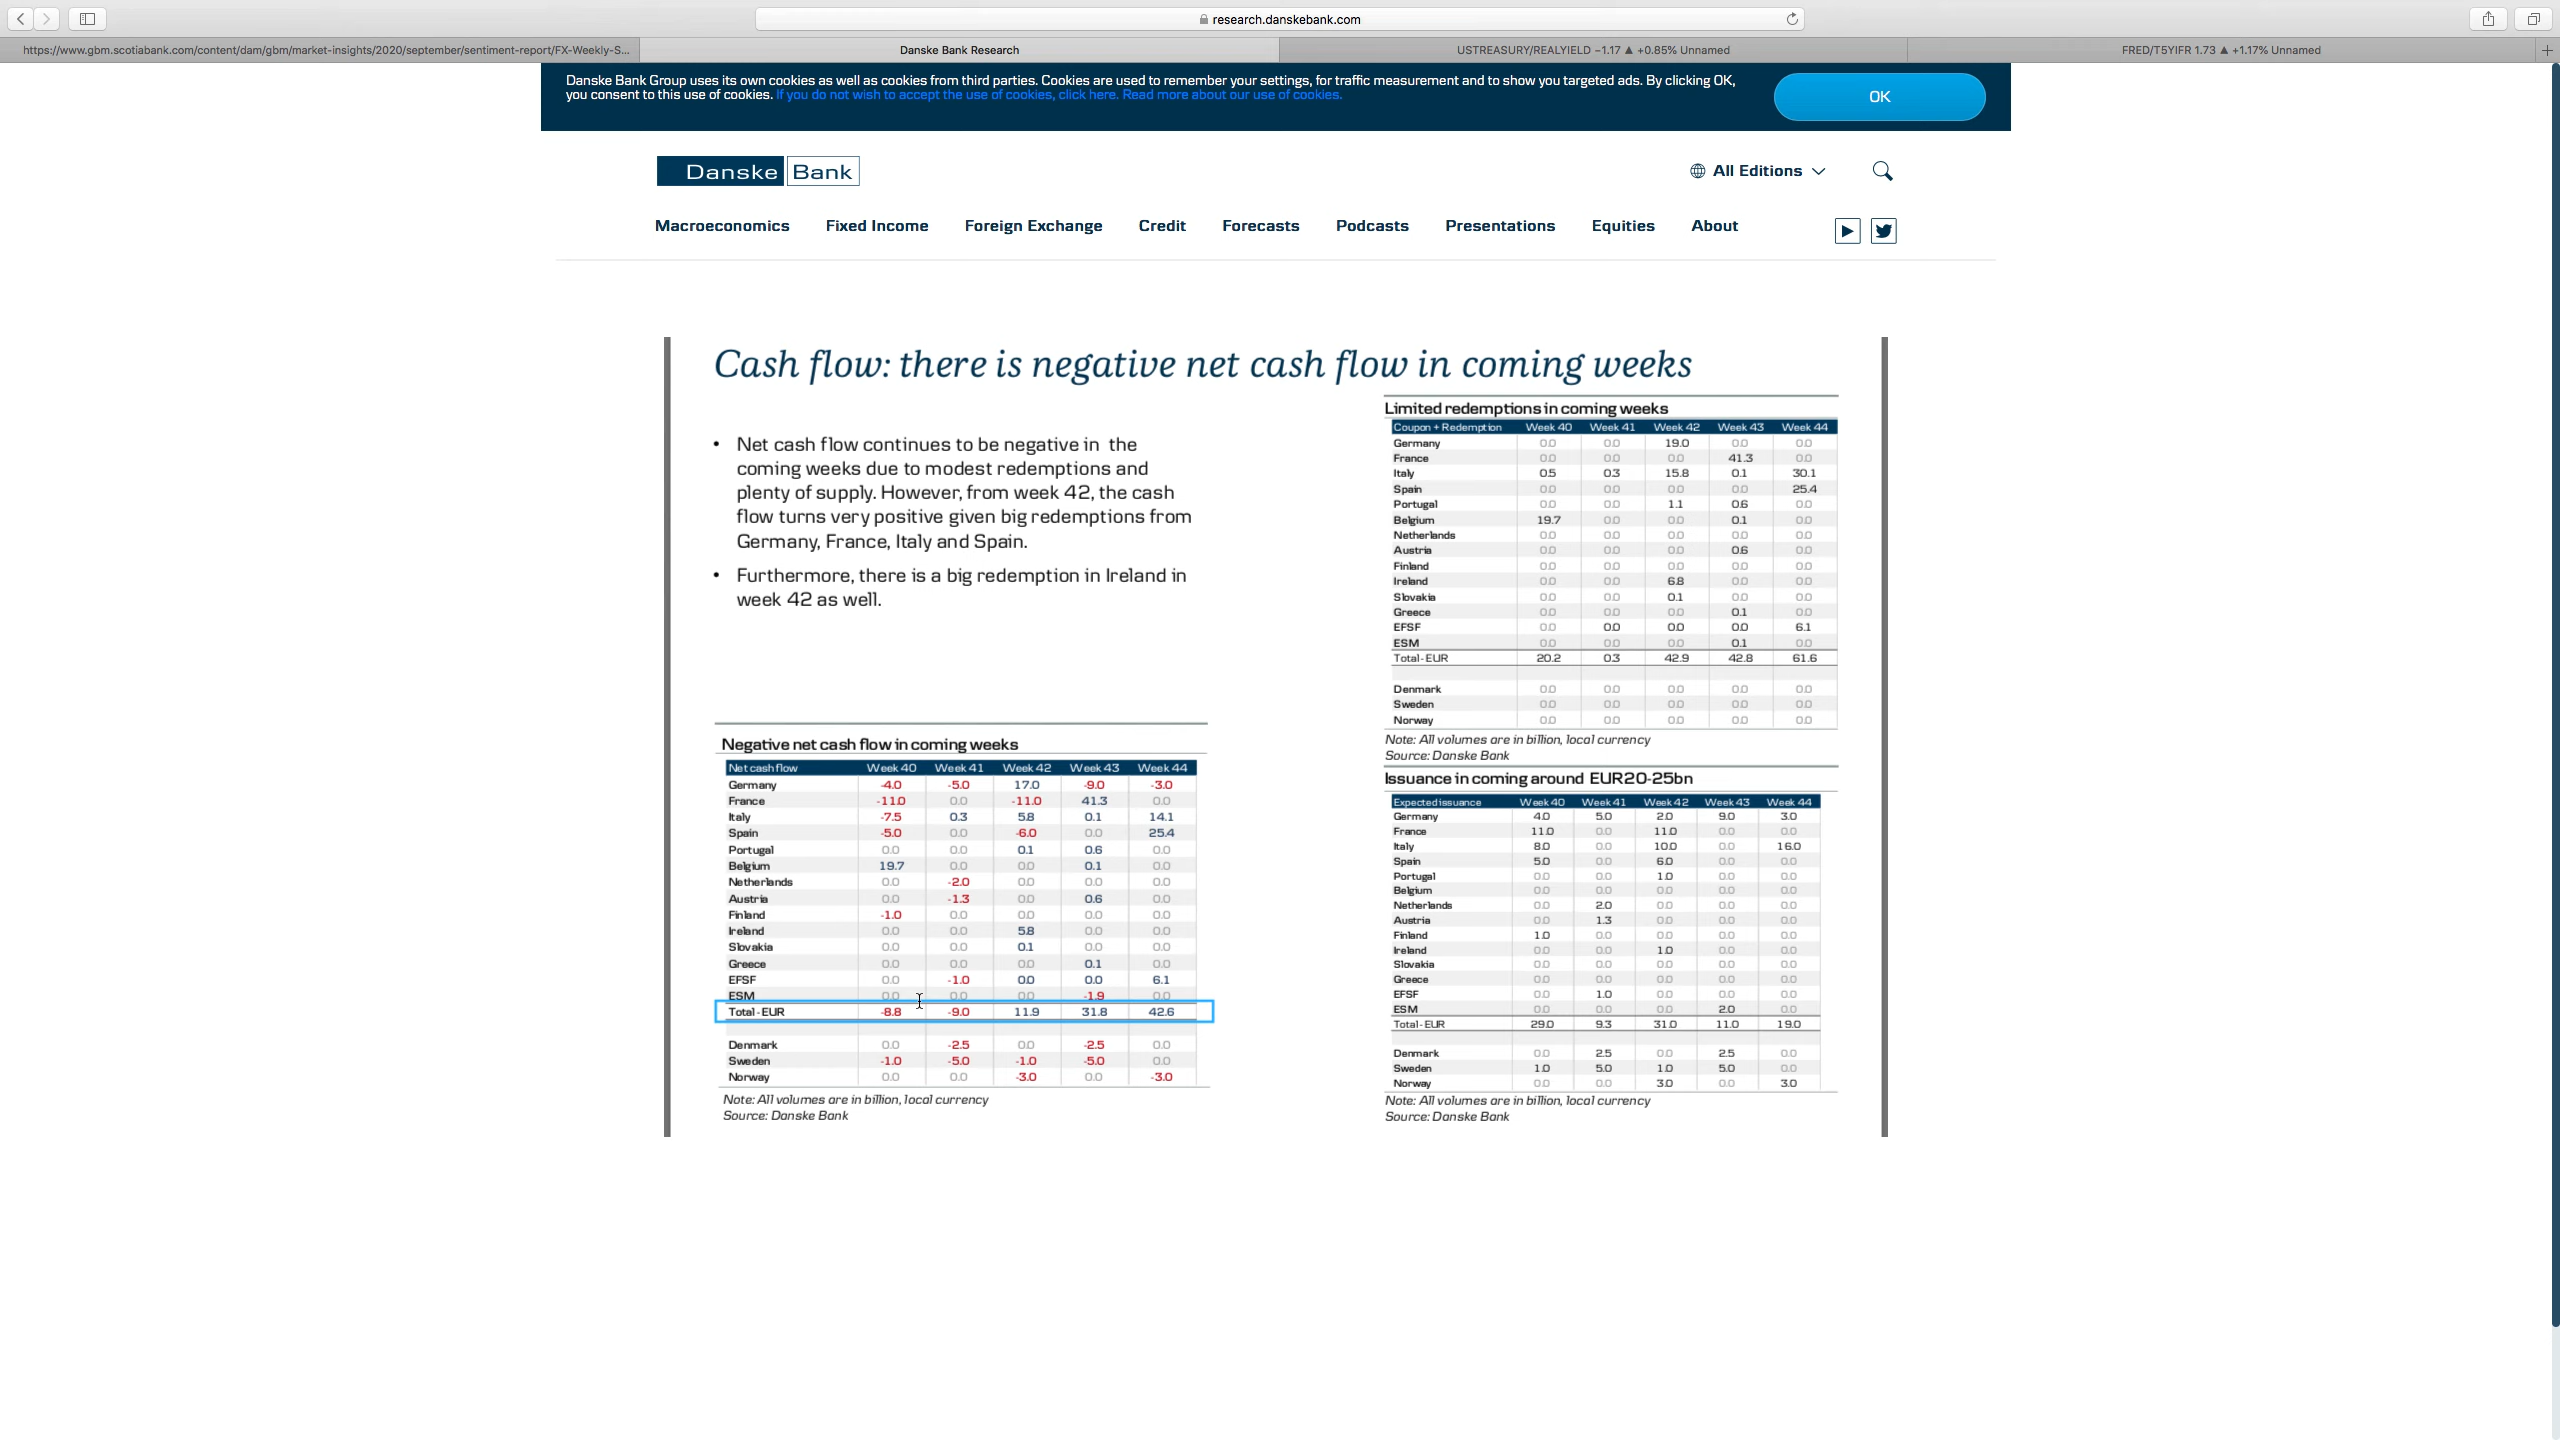 research.danskebank.com
https://www.gbm.scotiabank.com/content/dam/gbm/market-insights/2020/september/sentiment-report/FX-Weekly-S...
Danske Bank Research
USTREASURY/REALYIELD −1.17 ▲ +0.85% Unnamed
FRED/T5YIFR 1.73 ▲ +1.17% Unnamed
Danske Bank Group uses its own cookies as well as cookies from third parties. Cookies are used to remember your settings, for traffic measurement and to show you targeted ads. By clicking OK,
you consent to this use of cookies. If you do not wish to accept the use of cookies, click here. Read more about our use of cookies.
OK
Danske Bank
All Editions
Macroeconomics Fixed Income Foreign Exchange Credit Forecasts Podcasts Presentations Equities About
Cash flow: there is negative net cash flow in coming weeks
• Net cash flow continues to be negative in the
coming weeks due to modest redemptions and
plenty of supply. However, from week 42, the cash
flow turns very positive given big redemptions from
Germany, France, Italy and Spain.
• Furthermore, there is a big redemption in Ireland in
week 42 as well.
Negative net cash flow in coming weeks
Net cash flow Week 40 Week 41 Week 42 Week 43 Week 44
Germany -4.0 -5.0 17.0 -9.0 -3.0
France -11.0 0.0 -11.0 41.3 0.0
Italy -7.5 0.3 5.8 0.1 14.1
Spain -5.0 0.0 -6.0 0.0 25.4
Portugal 0.0 0.0 0.1 0.6 0.0
Belgium 19.7 0.0 0.0 0.1 0.0
Netherlands 0.0 -2.0 0.0 0.0 0.0
Austria 0.0 -1.3 0.0 0.6 0.0
Finland -1.0 0.0 0.0 0.0 0.0
Ireland 0.0 0.0 5.8 0.0 0.0
Slovakia 0.0 0.0 0.1 0.0 0.0
Greece 0.0 0.0 0.0 0.1 0.0
EFSF 0.0 -1.0 0.0 0.0 6.1
ESM 0.0 0.0 0.0 -1.9 0.0
Total - EUR -8.8 -9.0 11.9 31.8 42.6
Denmark 0.0 -2.5 0.0 -2.5 0.0
Sweden -1.0 -5.0 -1.0 -5.0 0.0
Norway 0.0 0.0 -3.0 0.0 -3.0
Note: All volumes are in billion, local currency
Source: Danske Bank
Limited redemptions in coming weeks
Coupon + Redemption Week 40 Week 41 Week 42 Week 43 Week 44
Germany 0.0 0.0 19.0 0.0 0.0
France 0.0 0.0 0.0 41.3 0.0
Italy 0.5 0.3 15.8 0.1 30.1
Spain 0.0 0.0 0.0 0.0 25.4
Portugal 0.0 0.0 1.1 0.6 0.0
Belgium 19.7 0.0 0.0 0.1 0.0
Netherlands 0.0 0.0 0.0 0.0 0.0
Austria 0.0 0.0 0.0 0.6 0.0
Finland 0.0 0.0 0.0 0.0 0.0
Ireland 0.0 0.0 6.8 0.0 0.0
Slovakia 0.0 0.0 0.1 0.0 0.0
Greece 0.0 0.0 0.0 0.1 0.0
EFSF 0.0 0.0 0.0 0.0 6.1
ESM 0.0 0.0 0.0 0.1 0.0
Total - EUR 20.2 0.3 42.9 42.8 61.6
Denmark 0.0 0.0 0.0 0.0 0.0
Sweden 0.0 0.0 0.0 0.0 0.0
Norway 0.0 0.0 0.0 0.0 0.0
Note: All volumes are in billion, local currency
Source: Danske Bank
Issuance in coming around EUR20-25bn
Expected issuance Week 40 Week 41 Week 42 Week 43 Week 44
Germany 4.0 5.0 2.0 9.0 3.0
France 11.0 0.0 11.0 0.0 0.0
Italy 8.0 0.0 10.0 0.0 16.0
Spain 5.0 0.0 6.0 0.0 0.0
Portugal 0.0 0.0 1.0 0.0 0.0
Belgium 0.0 0.0 0.0 0.0 0.0
Netherlands 0.0 2.0 0.0 0.0 0.0
Austria 0.0 1.3 0.0 0.0 0.0
Finland 1.0 0.0 0.0 0.0 0.0
Ireland 0.0 0.0 1.0 0.0 0.0
Slovakia 0.0 0.0 0.0 0.0 0.0
Greece 0.0 0.0 0.0 0.0 0.0
EFSF 0.0 1.0 0.0 0.0 0.0
ESM 0.0 0.0 0.0 2.0 0.0
Total - EUR 29.0 9.3 31.0 11.0 19.0
Denmark 0.0 2.5 0.0 2.5 0.0
Sweden 1.0 5.0 1.0 5.0 0.0
Norway 0.0 0.0 3.0 0.0 3.0
Note: All volumes are in billion, local currency
Source: Danske Bank